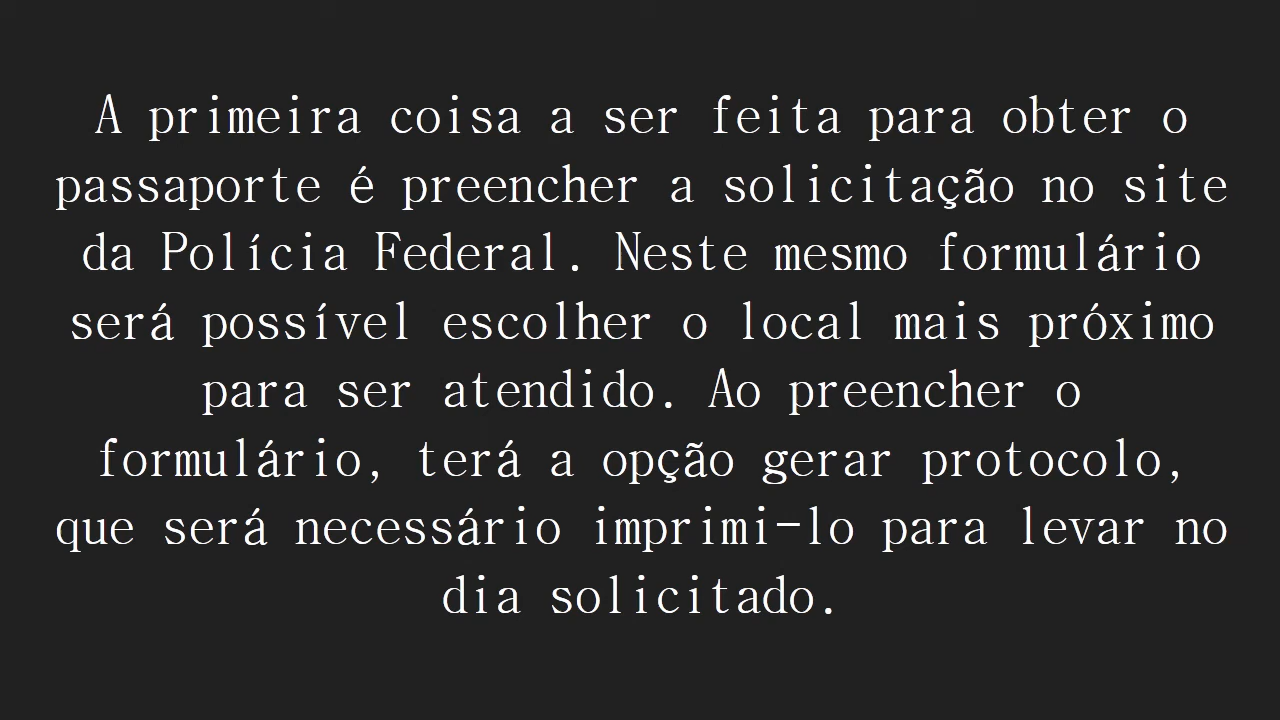 A primeira coisa a ser feita para obter o
passaporte é preencher a solicitação no site
da Polícia Federal. Neste mesmo formulário
será possível escolher o local mais próximo
para ser atendido. Ao preencher o
formulário, terá a opção gerar protocolo,
que será necessário imprimi-lo para levar no
dia solicitado.